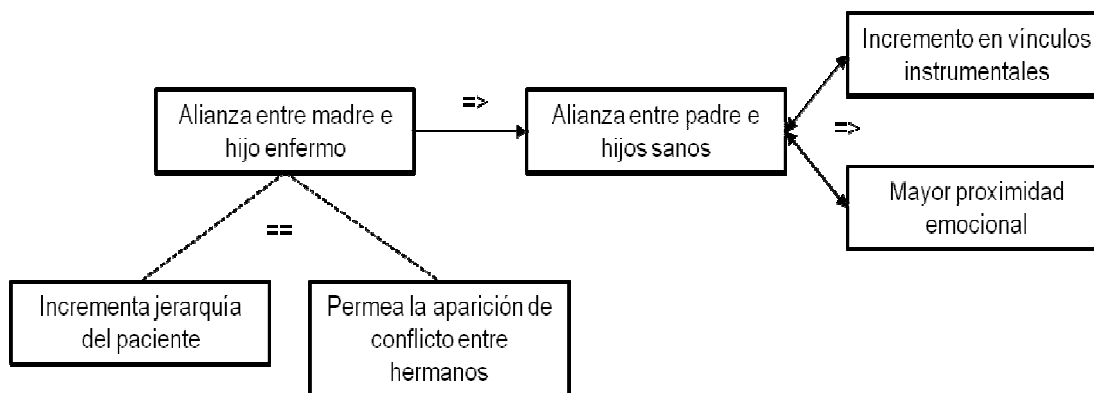 Incremento en vínculos
instrumentales
=>
Alianza entre madre e
hijo enfermo
Alianza entre padre e
hijos sanos
=>
Mayor proximidad
emocional
==
Incrementa jerarquía
del paciente
Permea la aparición de
conflicto entre
hermanos